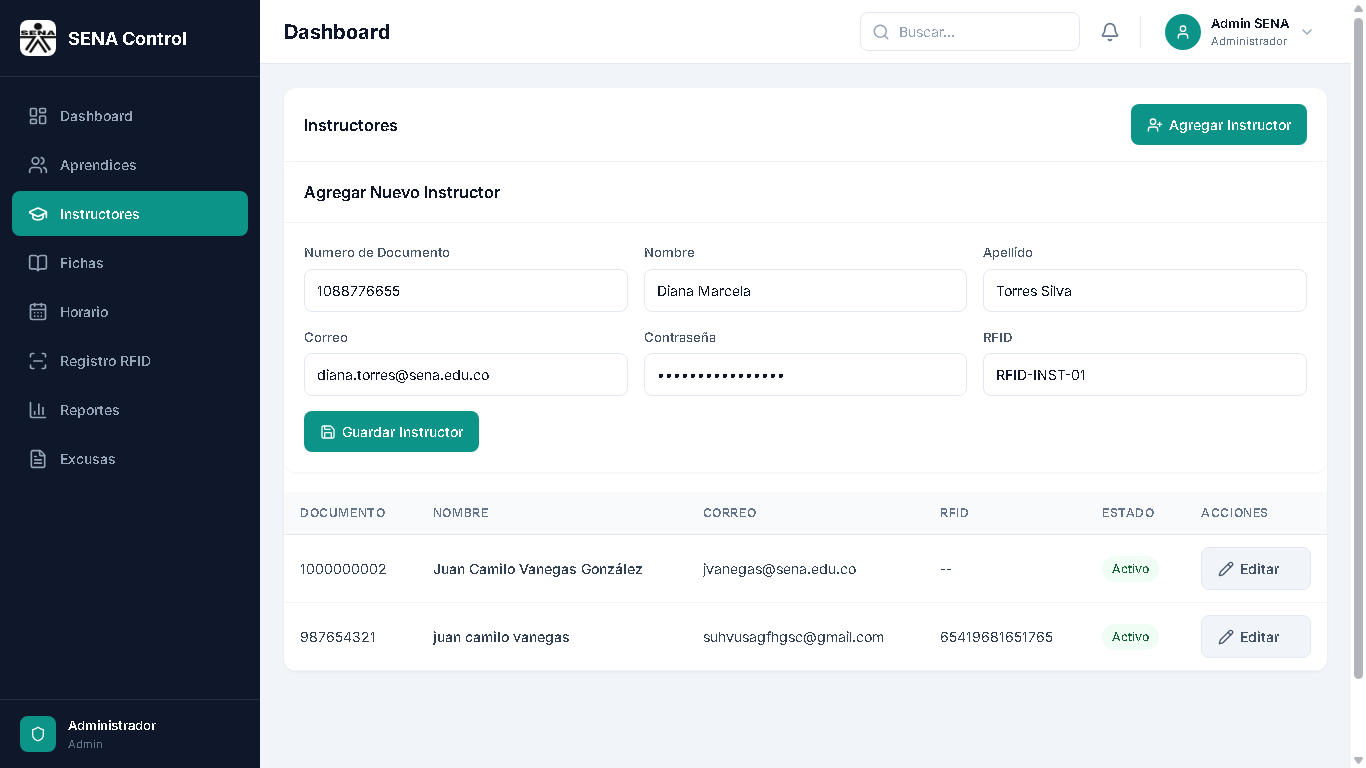 SENA
SENA Control
Dashboard
Buscar...
Admin SENA
Administrador
Dashboard
Aprendices
Instructores
Fichas
Horario
Registro RFID
Reportes
Excusas
Administrador
Admin
Instructores
Agregar Instructor
Agregar Nuevo Instructor
Numero de Documento
Nombre
Apellído
1088776655
Diana Marcela
Torres Silva
Correo
Contraseña
RFID
diana.torres@sena.edu.co
••••••••••••••••
RFID-INST-01
Guardar Instructor
DOCUMENTO NOMBRE CORREO RFID ESTADO ACCIONES
1000000002 Juan Camilo Vanegas González jvanegas@sena.edu.co -- Activo Editar
987654321 juan camilo vanegas suhvusagfhgsc@gmail.com 65419681651765 Activo Editar